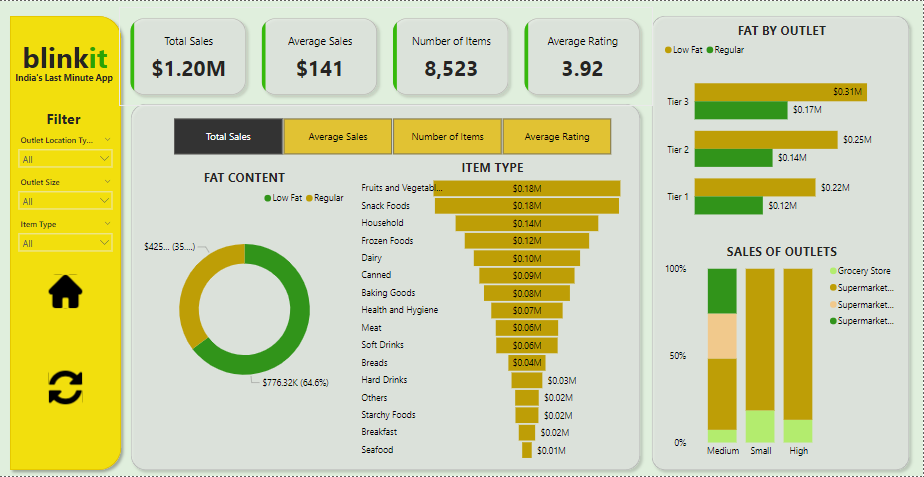 blinkit
India's Last Minute App
Filter
Outlet Location Ty...
All
Outlet Size
All
Item Type
All
Total Sales
$1.20M
Average Sales
$141
Number of Items
8,523
Average Rating
3.92
Total Sales
Average Sales
Number of Items
Average Rating
FAT CONTENT
Low Fat
Regular
$425... (35....)
$776.32K (64.6%)
ITEM TYPE
Fruits and Vegetabl... $0.18M
Snack Foods $0.18M
Household $0.14M
Frozen Foods $0.12M
Dairy $0.10M
Canned $0.09M
Baking Goods $0.08M
Health and Hygiene $0.07M
Meat $0.06M
Soft Drinks $0.06M
Breads $0.04M
Hard Drinks $0.03M
Others $0.02M
Starchy Foods $0.02M
Breakfast $0.02M
Seafood $0.01M
FAT BY OUTLET
Low Fat Regular
Tier 3 $0.31M
$0.17M
Tier 2 $0.25M
$0.14M
Tier 1 $0.22M
$0.12M
SALES OF OUTLETS
100%
50%
0%
Medium Small High
Grocery Store
Supermarket...
Supermarket...
Supermarket...